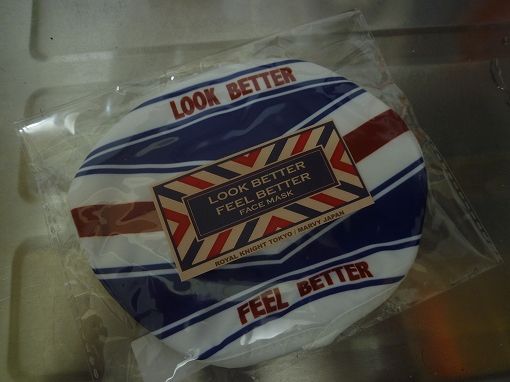 LOOK BETTER
LOOK BETTER
FEEL BETTER
FACE MASK
ROYAL KNIGHT TOKYO / MARVY JAPAN
FEEL BETTER